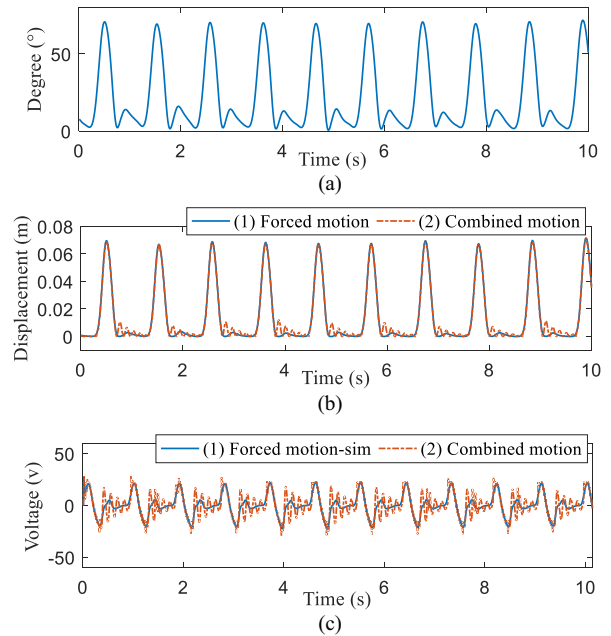 Degree (°)
50
0
0
2
4
6
8
10
Time (s)
(a)
(1) Forced motion
(2) Combined motion
Displacement (m)
0.08
0.06
0.04
0.02
0
0
2
4
6
8
10
Time (s)
(b)
(1) Forced motion-sim
(2) Combined motion
Voltage (v)
50
0
-50
0
2
4
6
8
10
Time (s)
(c)